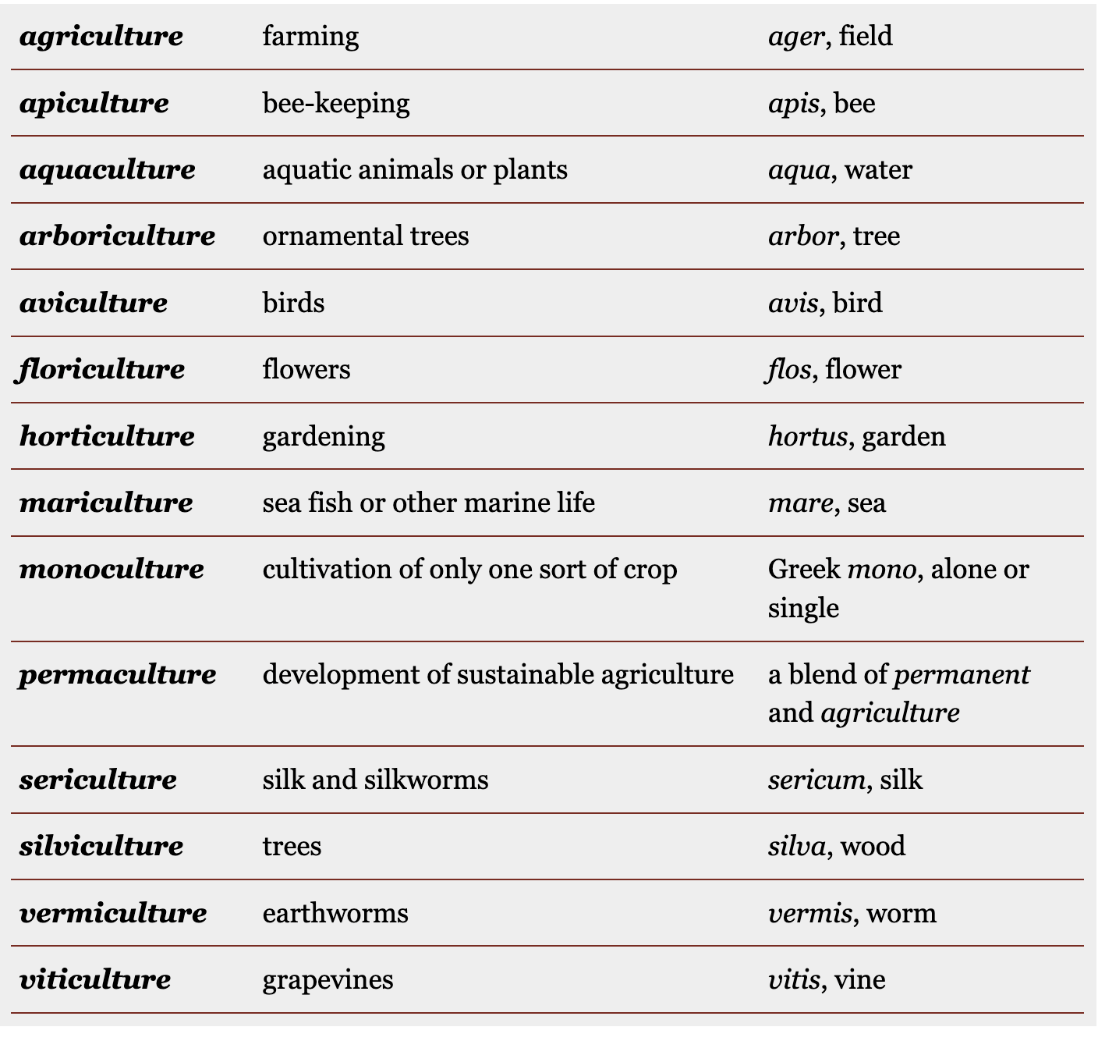 agriculture farming ager, field
apiculture bee-keeping apis, bee
aquaculture aquatic animals or plants aqua, water
arboriculture ornamental trees arbor, tree
aviculture birds avis, bird
floriculture flowers flos, flower
horticulture gardening hortus, garden
mariculture sea fish or other marine life mare, sea
monoculture cultivation of only one sort of crop Greek mono, alone or
single
permaculture development of sustainable agriculture a blend of permanent
and agriculture
sericulture silk and silkworms sericum, silk
silviculture trees silva, wood
vermiculture earthworms vermis, worm
viticulture grapevines vitis, vine